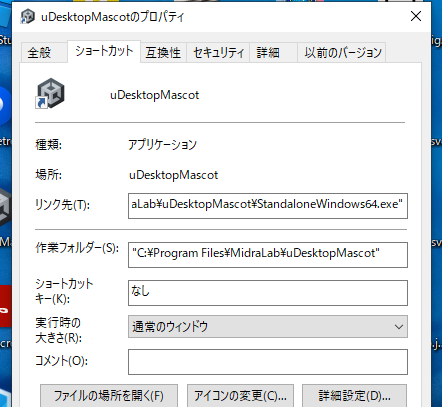 uDesktopMascotのプロパティ
全般 ショートカット 互換性 セキュリティ 詳細 以前のバージョン
uDesktopMascot
種類: アプリケーション
場所: uDesktopMascot
リンク先(T): aLab¥uDesktopMascot¥StandaloneWindows64.exe"
作業フォルダー(S): "C:¥Program Files¥MidraLab¥uDesktopMascot"
ショートカット
キー(K): なし
実行時の
大きさ(R): 通常のウィンドウ
コメント(O):
ファイルの場所を開く(F) アイコンの変更(C)... 詳細設定(D)...